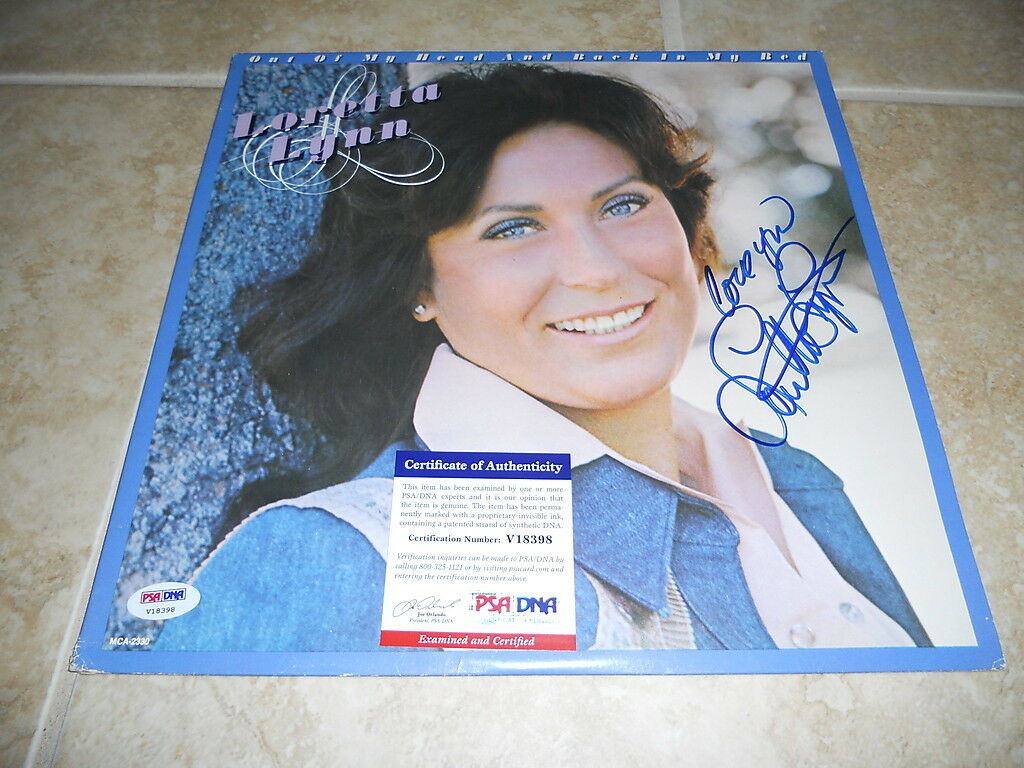 Out Of My Head And Back In My Bed
Loretta
Lynn
Love you
Loretta Lynn
Certificate of Authenticity
This item has been examined by one or more
PSA/DNA experts and it is our opinion that
the item is genuine. The item has been perma-
nently marked with a proprietary invisible ink,
containing a patented strand of synthetic DNA.
Certification Number: V18398
Verification inquiries can be made to PSA/DNA by
calling 800-325-1121 or by visiting psacard.com and
entering the certification number above.
Joe Orlando
President, PSA/DNA
PSA DNA
Examined and Certified
PSA DNA
V18398
MCA-2330